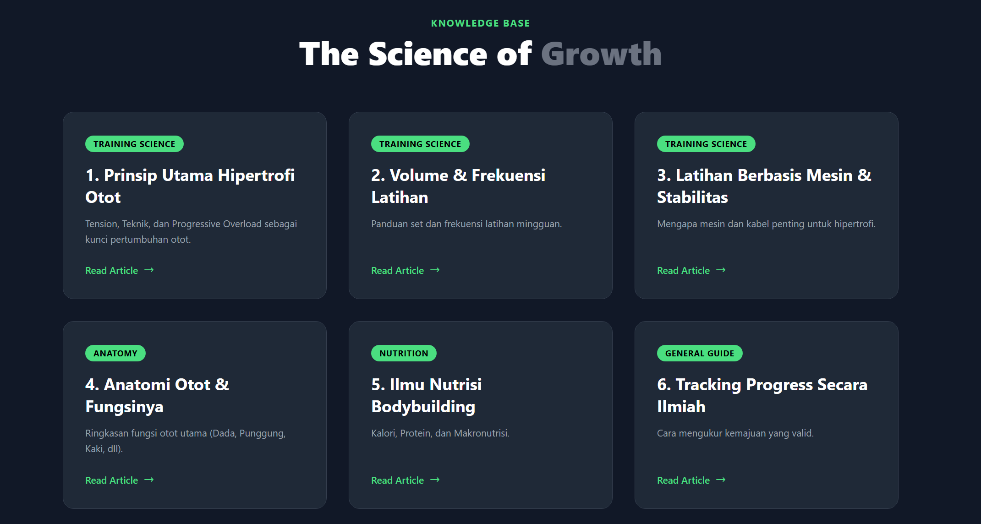 KNOWLEDGE BASE
The Science of Growth
TRAINING SCIENCE
1. Prinsip Utama Hipertrofi
Otot
Tension, Teknik, dan Progressive Overload sebagai
kunci pertumbuhan otot.
Read Article →
TRAINING SCIENCE
2. Volume & Frekuensi
Latihan
Panduan set dan frekuensi latihan mingguan.
Read Article →
TRAINING SCIENCE
3. Latihan Berbasis Mesin &
Stabilitas
Mengapa mesin dan kabel penting untuk hipertrofi.
Read Article →
ANATOMY
4. Anatomi Otot &
Fungsinya
Ringkasan fungsi otot utama (Dada, Punggung,
Kaki, dll).
Read Article →
NUTRITION
5. Ilmu Nutrisi
Bodybuilding
Kalori, Protein, dan Makronutrisi.
Read Article →
GENERAL GUIDE
6. Tracking Progress Secara
Ilmiah
Cara mengukur kemajuan yang valid.
Read Article →